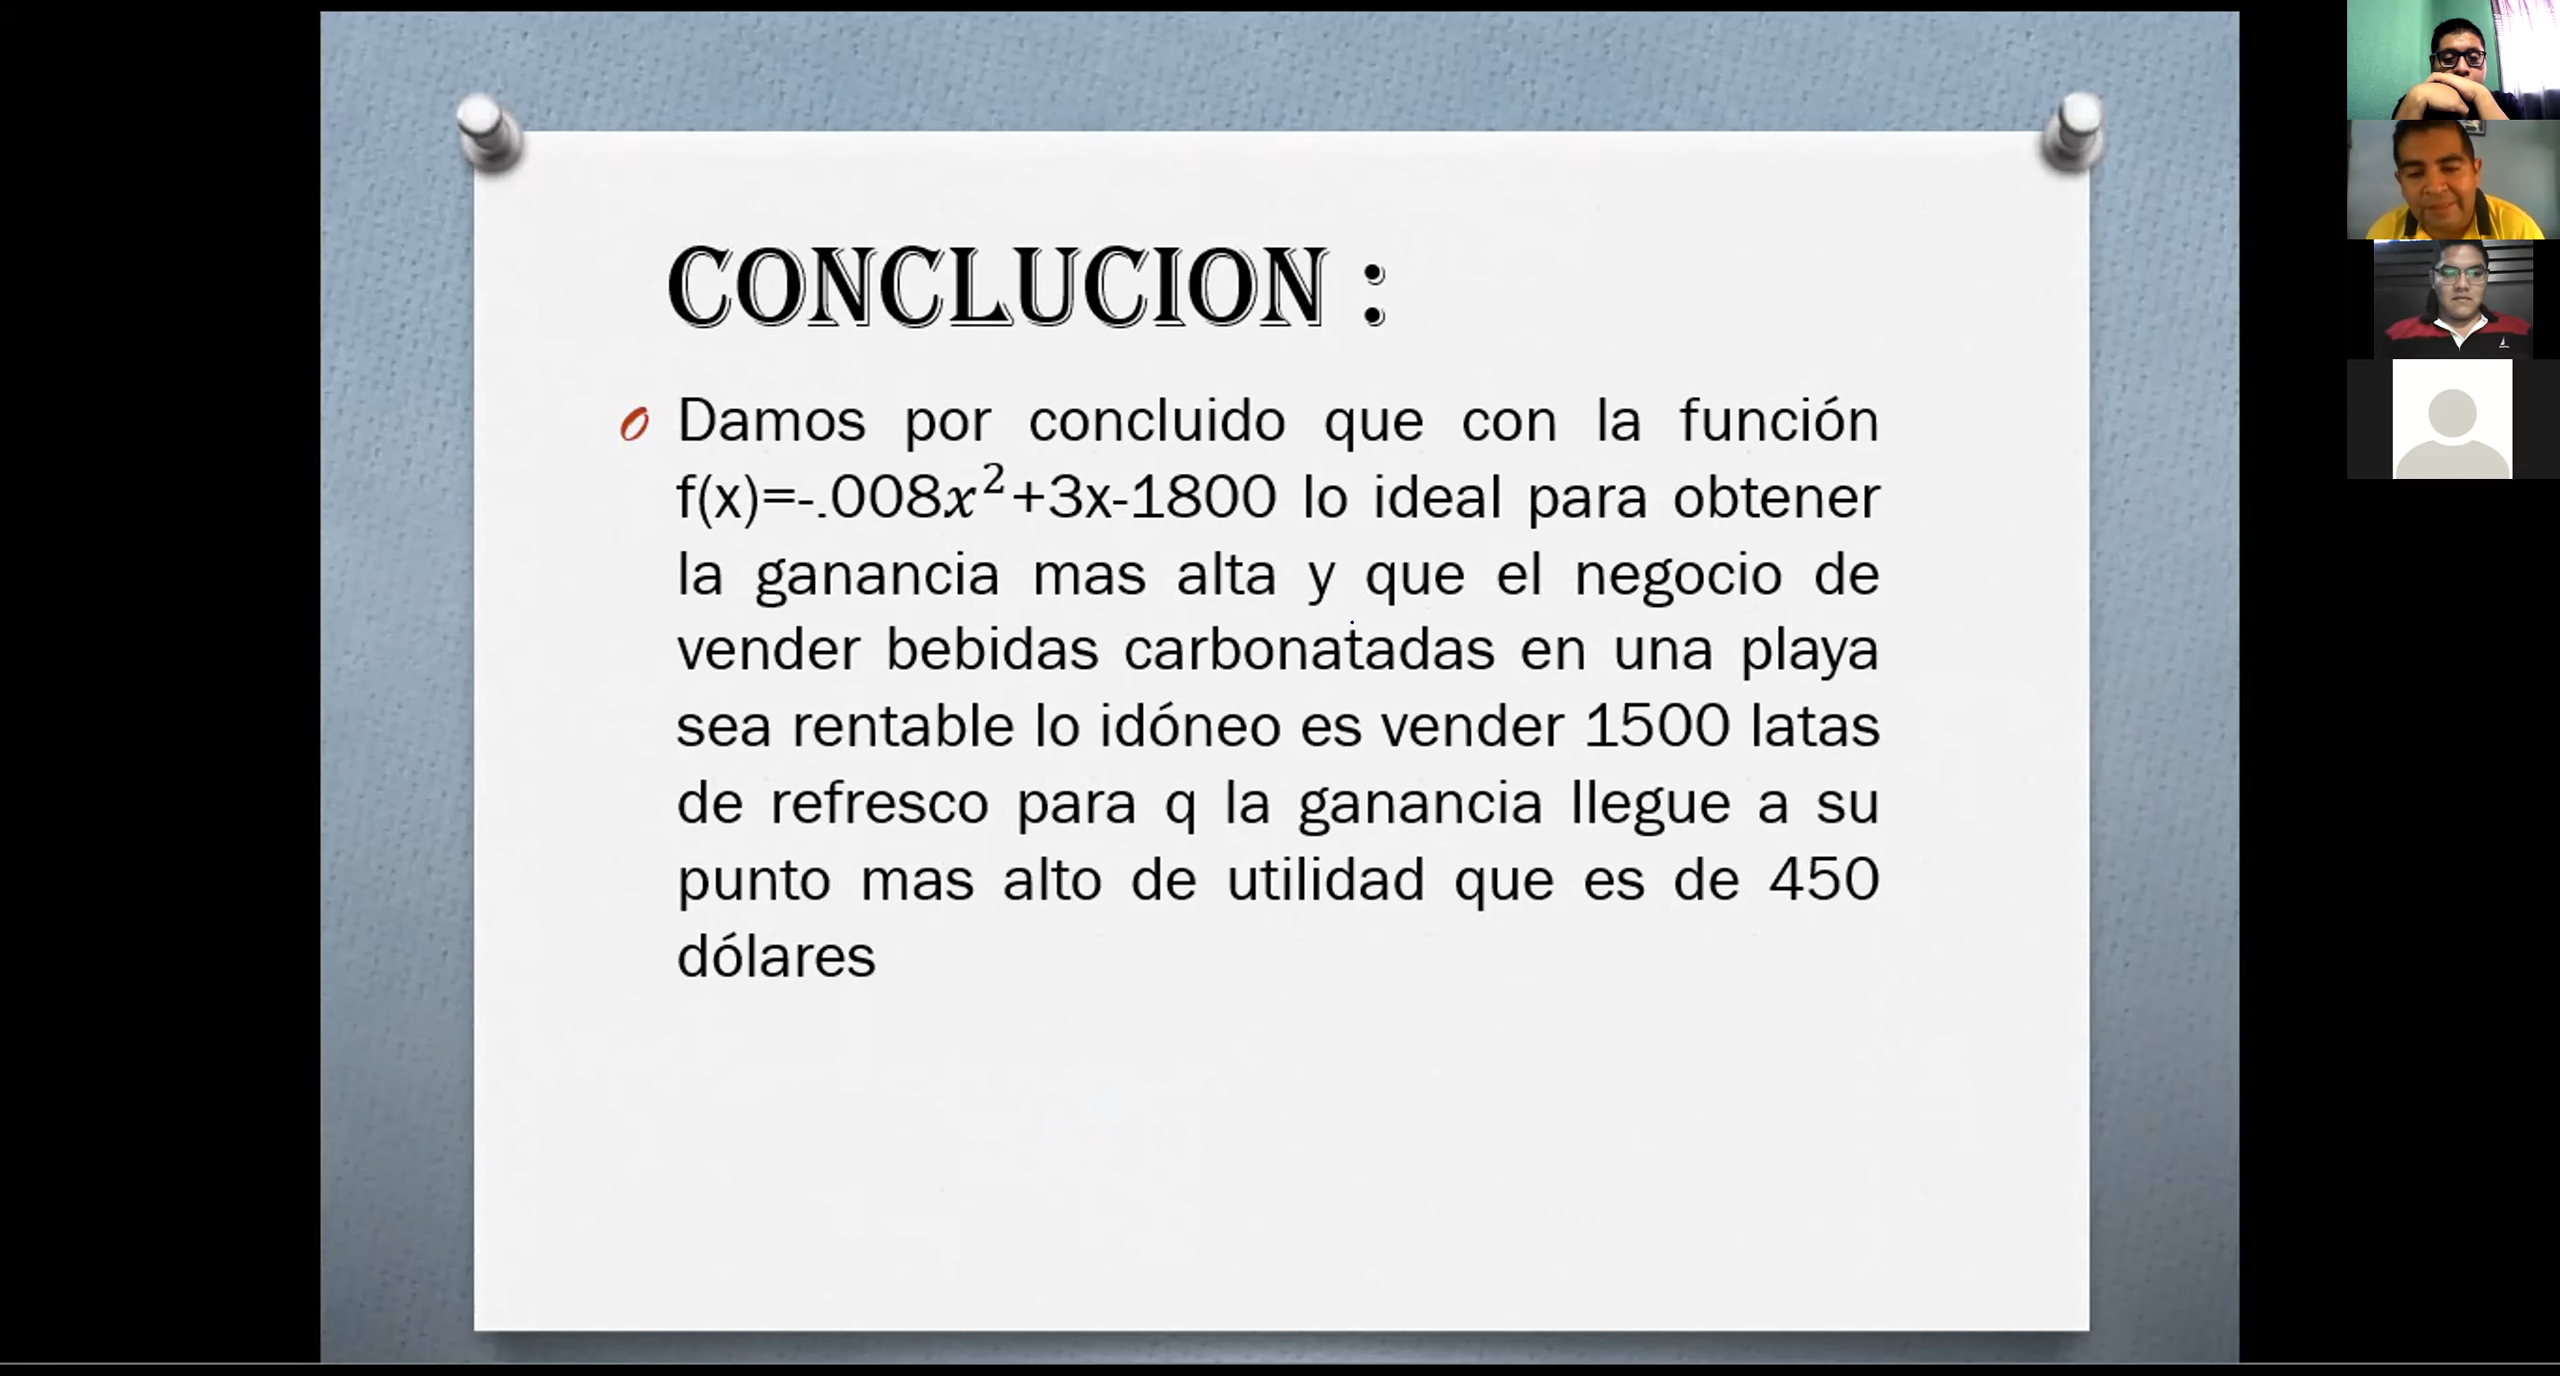 CONCLUCION :
Damos por concluido que con la función
f(x)=-.008x²+3x-1800 lo ideal para obtener
la ganancia mas alta y que el negocio de
vender bebidas carbonatadas en una playa
sea rentable lo idóneo es vender 1500 latas
de refresco para q la ganancia llegue a su
punto mas alto de utilidad que es de 450
dólares